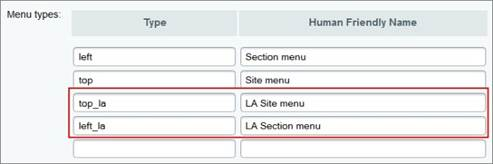 Menu types:
Type Human Friendly Name
left Section menu
top Site menu
top_la LA Site menu
left_la LA Section menu